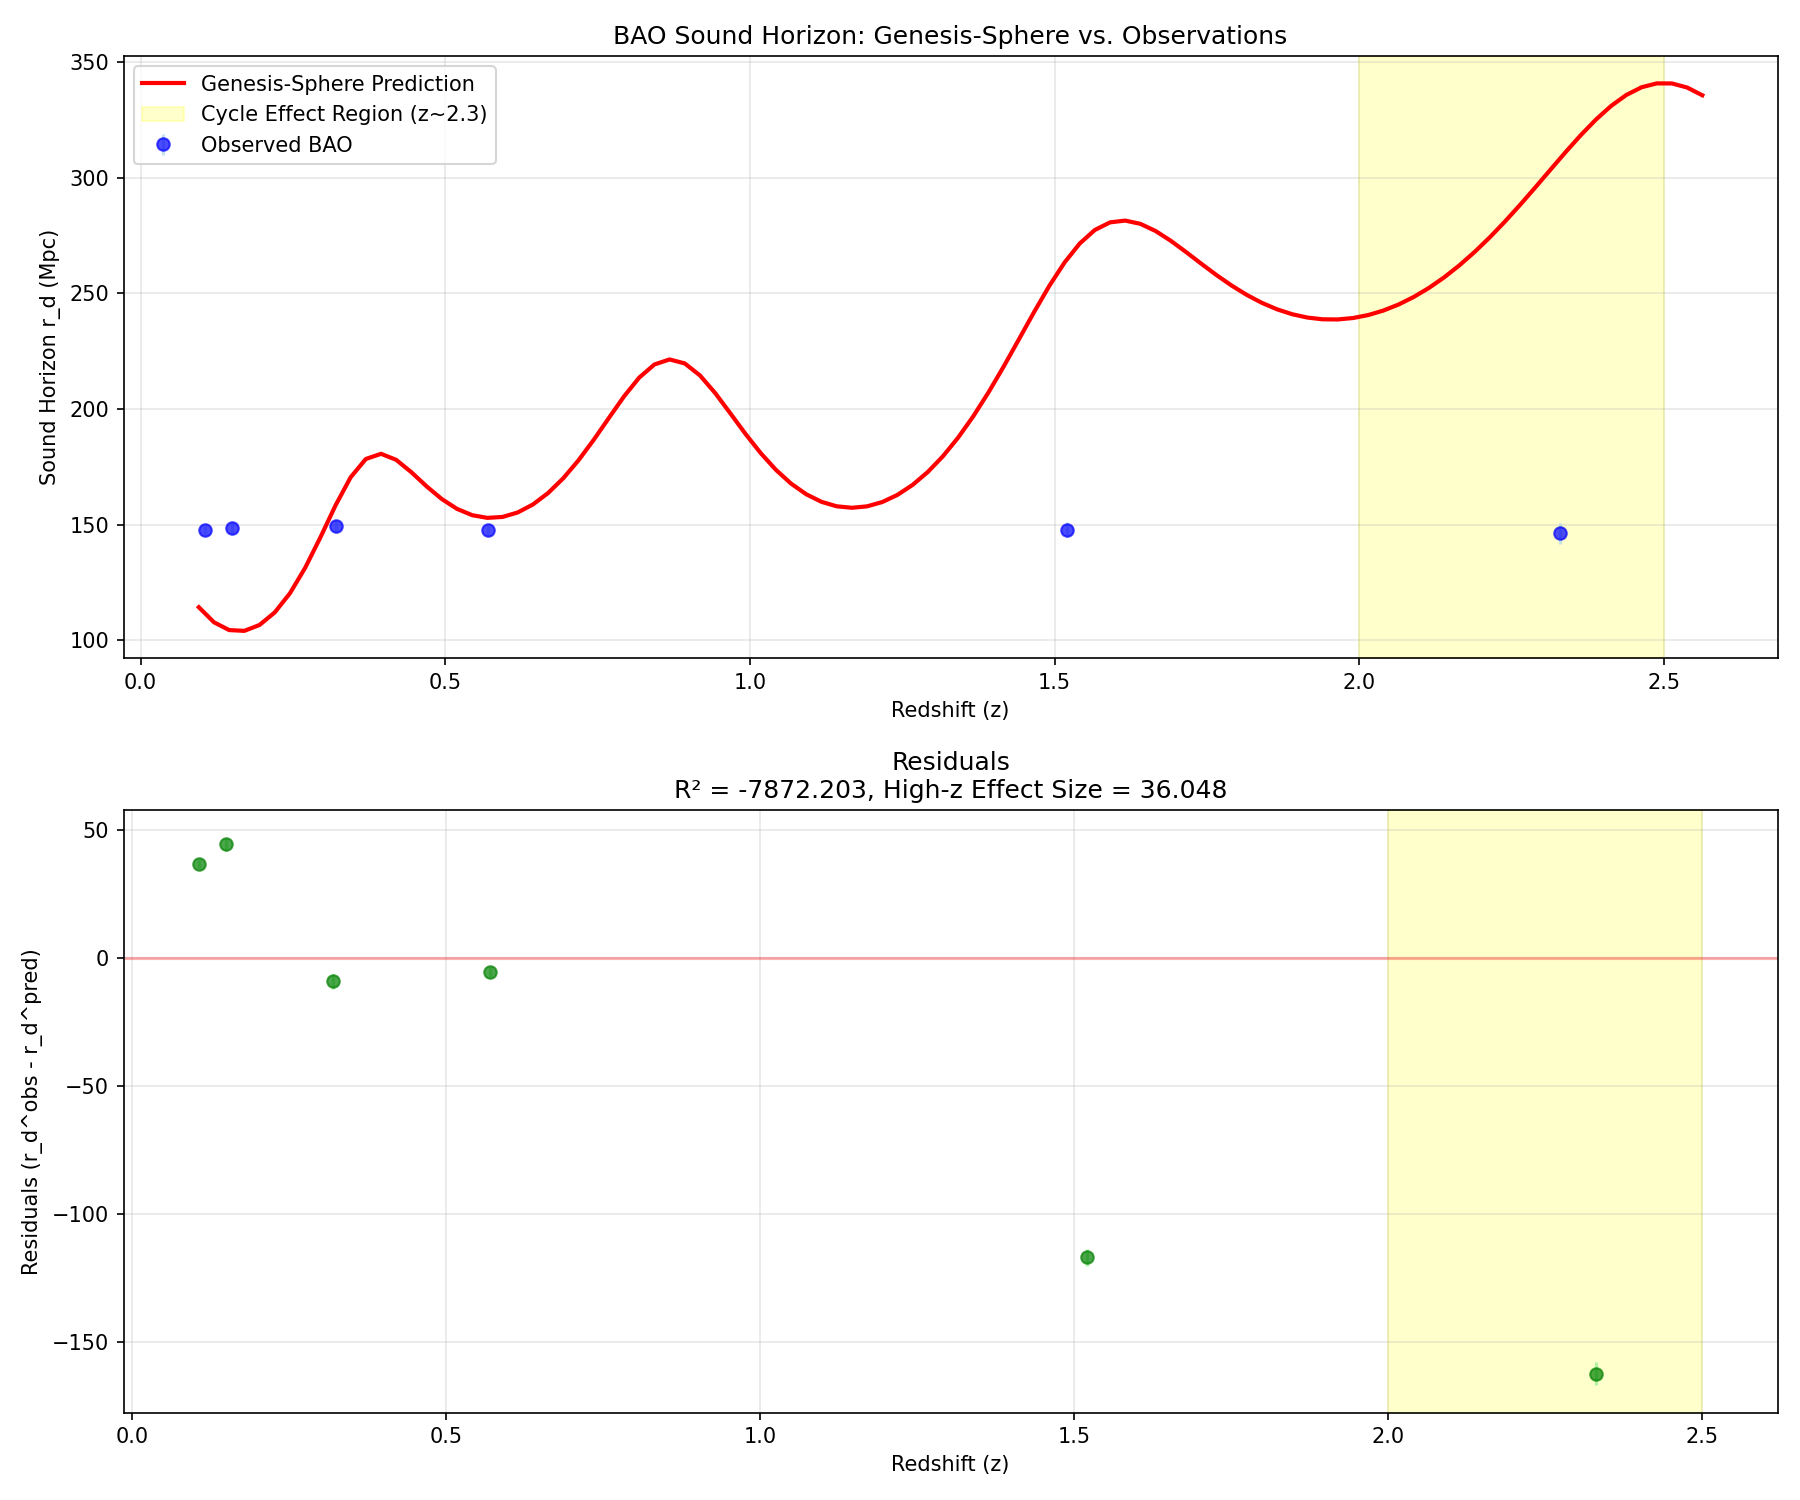 BAO Sound Horizon: Genesis-Sphere vs. Observations
Genesis-Sphere Prediction
Cycle Effect Region (z~2.3)
Observed BAO
Sound Horizon r_d (Mpc)
350
300
250
200
150
100
0.0 0.5 1.0 1.5 2.0 2.5
Redshift (z)
Residuals
R² = -7872.203, High-z Effect Size = 36.048
Residuals (r_d^obs - r_d^pred)
50
0
−50
−100
−150
0.0 0.5 1.0 1.5 2.0 2.5
Redshift (z)